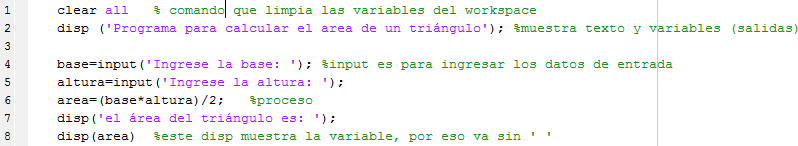 1 clear all % comando que limpia las variables del workspace
2 disp ('Programa para calcular el area de un triángulo'); %muestra texto y variables (salidas)
3
4 base=input('Ingrese la base: '); %input es para ingresar los datos de entrada
5 altura=input('Ingrese la altura: ');
6 area=(base*altura)/2; %proceso
7 disp('el área del triángulo es: ');
8 disp(area) %este disp muestra la variable, por eso va sin ' '